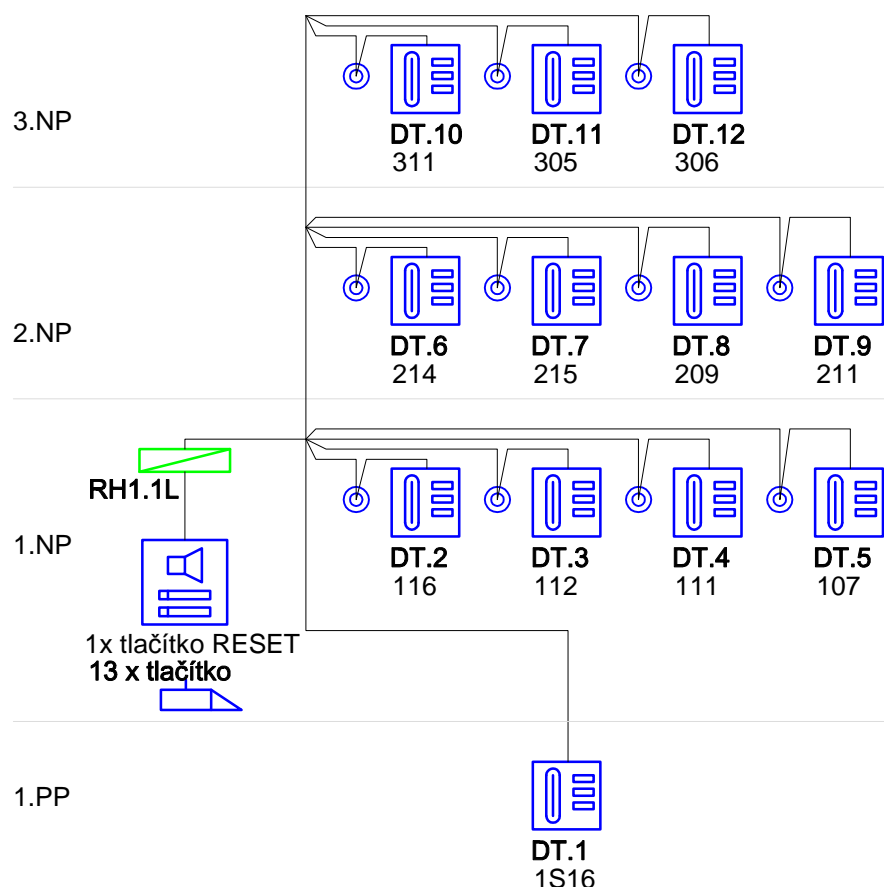 3.NP
DT.10 DT.11 DT.12
311 305 306
2.NP
DT.6 DT.7 DT.8 DT.9
214 215 209 211
RH1.1L
1.NP
DT.2 DT.3 DT.4 DT.5
116 112 111 107
1x tlačítko RESET
13 x tlačítko
1.PP
DT.1
1S16